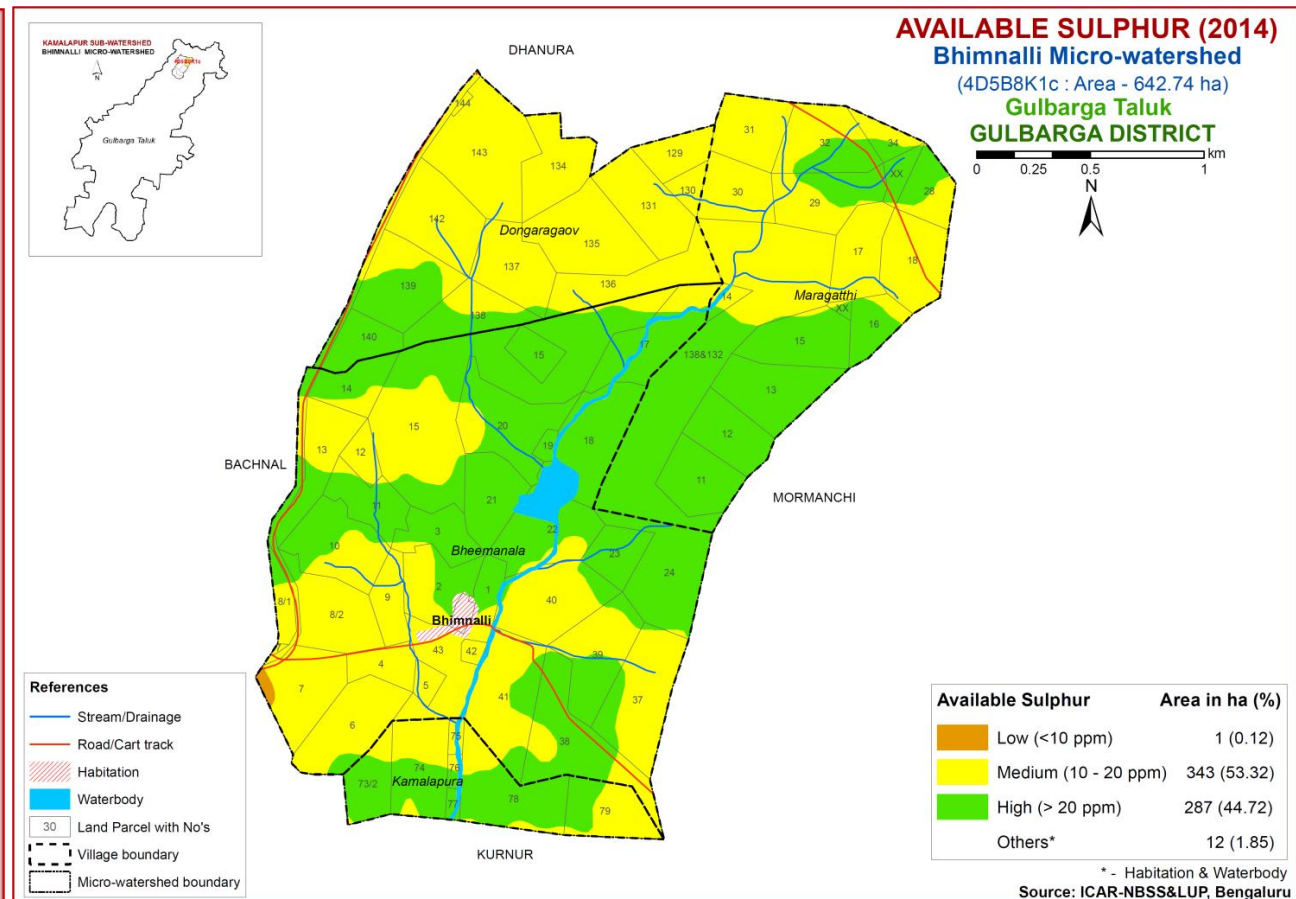 AVAILABLE SULPHUR (2014)
Bhimnalli Micro-watershed
(4D5B8K1c : Area - 642.74 ha)
Gulbarga Taluk
GULBARGA DISTRICT
km
0 0.25 0.5 1
N
KAMALAPUR SUB-WATERSHED
BHIMNALLI MICRO-WATERSHED
N
4D5B8K1c
Gulbarga Taluk
DHANURA
144
143
134
129
31
32
34
XX
28
130
30
131
29
142
Dongaragaov
135
17
18
137
136
139
14
Maragatthi
XX
16
138
140
17
15
15
138&132
14
13
15
20
18
12
13
12
19
BACHNAL
11
21
MORMANCHI
11
3
22
10
Bheemanala
23
24
2
1
9
40
8/1
8/2
Bhimnalli
43
42
39
4
7
5
41
37
6
75
38
74
76
73/2
Kamalapura
77
78
79
KURNUR
References
Stream/Drainage
Road/Cart track
Habitation
Waterbody
30 Land Parcel with No's
Village boundary
Micro-watershed boundary
Available Sulphur Area in ha (%)
Low (<10 ppm) 1 (0.12)
Medium (10 - 20 ppm) 343 (53.32)
High (> 20 ppm) 287 (44.72)
Others* 12 (1.85)
* - Habitation & Waterbody
Source: ICAR-NBSS&LUP, Bengaluru